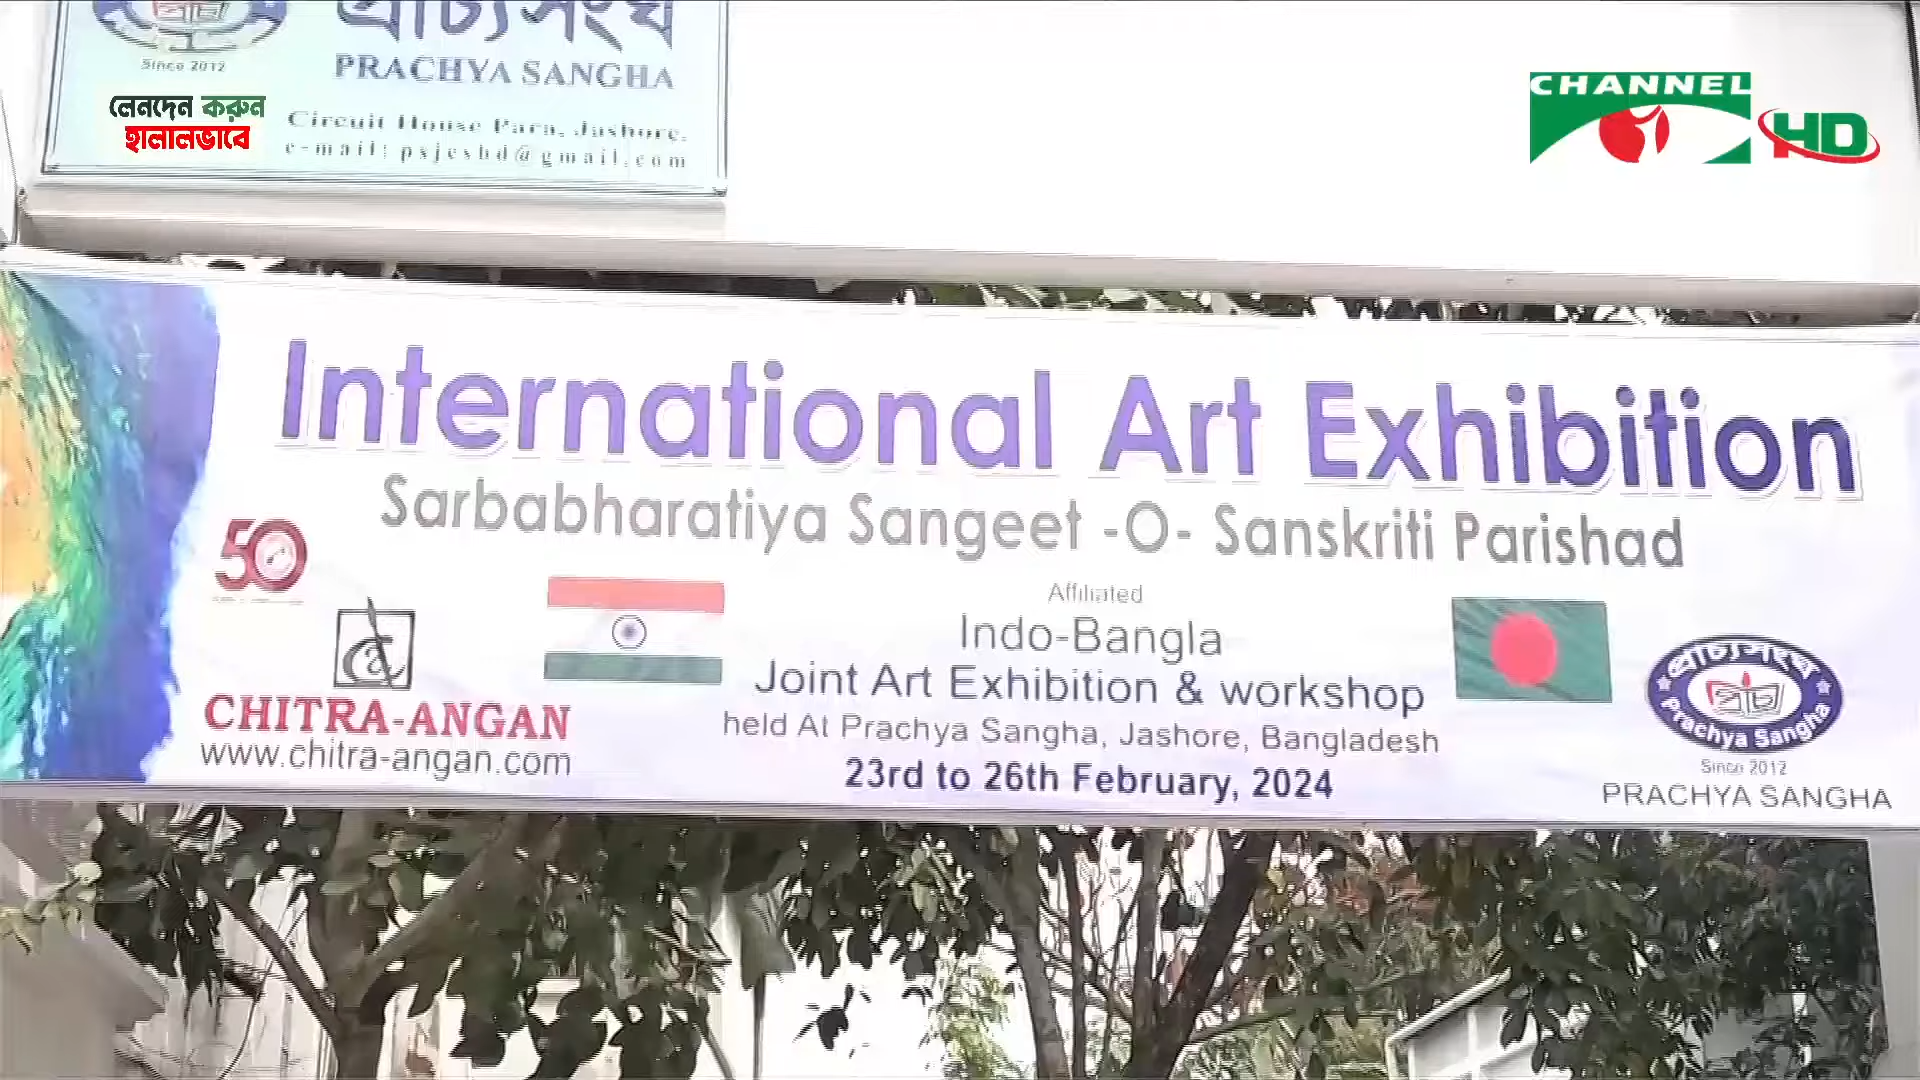 প্রাচ্যসংঘ
Since 2012
PRACHYA SANGHA
লেনদেন করুন
হালালভাবে
Circuit House Para, Jashore.
e-mail: psjesbd@gmail.com
CHANNEL
HD
International Art Exhibition
Sarbabharatiya Sangeet -O- Sanskriti Parishad
50
Affiliated
Indo-Bangla
Joint Art Exhibition & workshop
held At Prachya Sangha, Jashore, Bangladesh
23rd to 26th February, 2024
CHITRA-ANGAN
www.chitra-angan.com
প্রাচ্যসংঘ
Prachya Sangha
Since 2012
PRACHYA SANGHA